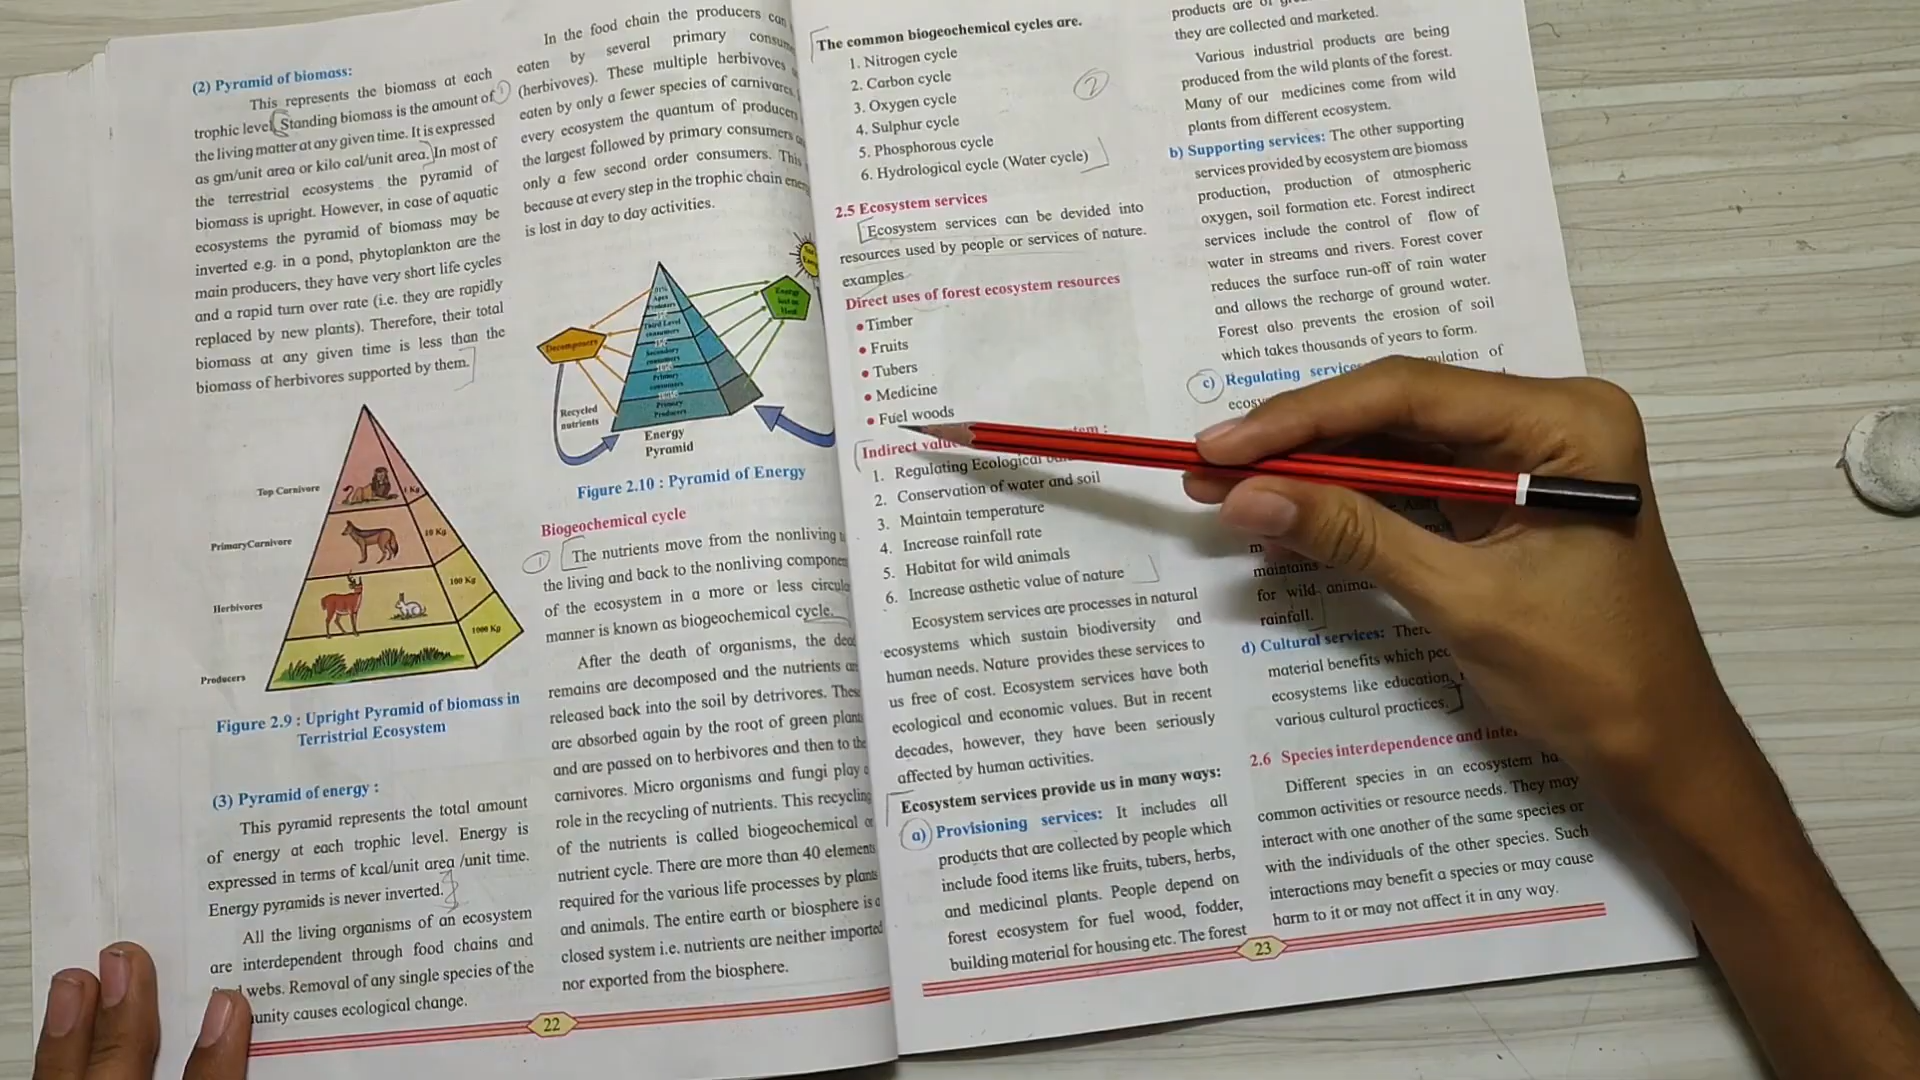 (2) Pyramid of biomass:
This represents the biomass at each
trophic level. Standing biomass is the amount of
the living matter at any given time. It is expressed
as gm/unit area or kilo cal/unit area. In most of
the terrestrial ecosystems the pyramid of
biomass is upright. However, in case of aquatic
ecosystems the pyramid of biomass may be
inverted e.g. in a pond, phytoplankton are the
main producers, they have very short life cycles
and a rapid turn over rate (i.e. they are rapidly
replaced by new plants). Therefore, their total
biomass at any given time is less than the
biomass of herbivores supported by them.
Top Carnivore
1 Kg
Primary Carnivore
10 Kg
Herbivores
100 Kg
Producers
1000 Kg
Figure 2.9 : Upright Pyramid of biomass in
Terristrial Ecosystem
(3) Pyramid of energy :
This pyramid represents the total amount
of energy at each trophic level. Energy is
expressed in terms of kcal/unit area /unit time.
Energy pyramids is never inverted.
All the living organisms of an ecosystem
are interdependent through food chains and
webs. Removal of any single species of the
causes ecological change.
22
In the food chain the producers can
eaten by several primary
(herbivoves). These multiple herbivoves
eaten by only a fewer species of carnivares.
every ecosystem the quantum of producers
the largest followed by primary consumers
only a few second order consumers. This
because at every step in the trophic chain
is lost in day to day activities.
Decomposers
Third Level
consumers
Secondary
consumers
Primary
consumers
Primary
Producers
Energy
lost as
Heat
Recycled
nutrients
Energy
Pyramid
Figure 2.10 : Pyramid of Energy
Biogeochemical cycle
1
The nutrients move from the nonliving
the living and back to the nonliving
of the ecosystem in a more or less
manner is known as biogeochemical cycle.
After the death of organisms, the
remains are decomposed and the nutrients
released back into the soil by detrivores.
are absorbed again by the root of green
and are passed on to herbivores and then to the
carnivores. Micro organisms and fungi play
role in the recycling of nutrients. This recycling
of the nutrients is called biogeochemical
nutrient cycle. There are more than 40 elements
required for the various life processes by plants
and animals. The entire earth or biosphere is
closed system i.e. nutrients are neither imported
nor exported from the biosphere.
The common biogeochemical cycles are.
1. Nitrogen cycle
2. Carbon cycle
3. Oxygen cycle
4. Sulphur cycle
5. Phosphorous cycle
6. Hydrological cycle (Water cycle)
2
2.5 Ecosystem services
Ecosystem services can be devided into
resources used by people or services of nature.
examples
Direct uses of forest ecosystem resources
• Timber
• Fruits
• Tubers
• Medicine
• Fuel woods
Indirect
1. Regulating Ecological
2. Conservation of water and soil
3. Maintain temperature
4. Increase rainfall rate
5. Habitat for wild animals
6. Increase asthetic value of nature
Ecosystem services are processes in natural
ecosystems which sustain biodiversity and
human needs. Nature provides these services to
us free of cost. Ecosystem services have both
ecological and economic values. But in recent
decades, however, they have been seriously
affected by human activities.
Ecosystem services provide us in many ways:
a) Provisioning services: It includes all
products that are collected by people which
include food items like fruits, tubers, herbs,
and medicinal plants. People depend on
forest ecosystem for fuel wood, fodder,
building material for housing etc. The forest
products are
they are collected and marketed.
Various industrial products are being
produced from the wild plants of the forest.
Many of our medicines come from wild
plants from different ecosystem.
b) Supporting services: The other supporting
services provided by ecosystem are biomass
production, production of atmospheric
oxygen, soil formation etc. Forest indirect
services include the control of flow of
water in streams and rivers. Forest cover
reduces the surface run-off of rain water
and allows the recharge of ground water.
Forest also prevents the erosion of soil
which takes thousands of years to form.
c) Regulating of
maintains
for wild
rainfall.
d) Cultural services:
material benefits which
ecosystems like education,
various cultural practices.
2.6 Species interdependence and
Different species in an ecosystem
common activities or resource needs. They may
interact with one another of the same species or
with the individuals of the other species. Such
interactions may benefit a species or may cause
harm to it or may not affect it in any way.
23